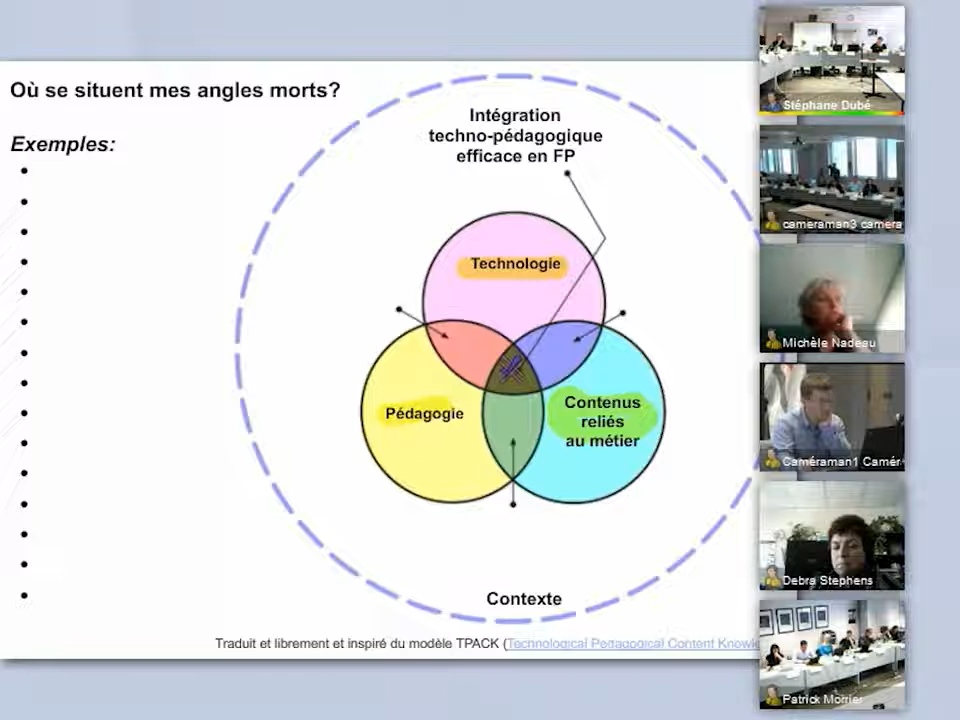 Où se situent mes angles morts?
Exemples:
Intégration
techno-pédagogique
efficace en FP
Technologie
Pédagogie
Contenus
reliés
au métier
Contexte
Traduit et librement et inspiré du modèle TPACK (Technological Pedagogical Content Knowl
Stéphane Dubé
cameraman3 camera
Michèle Nadeau
Caméraman1 Camér
Debra Stephens
Patrick Morrier